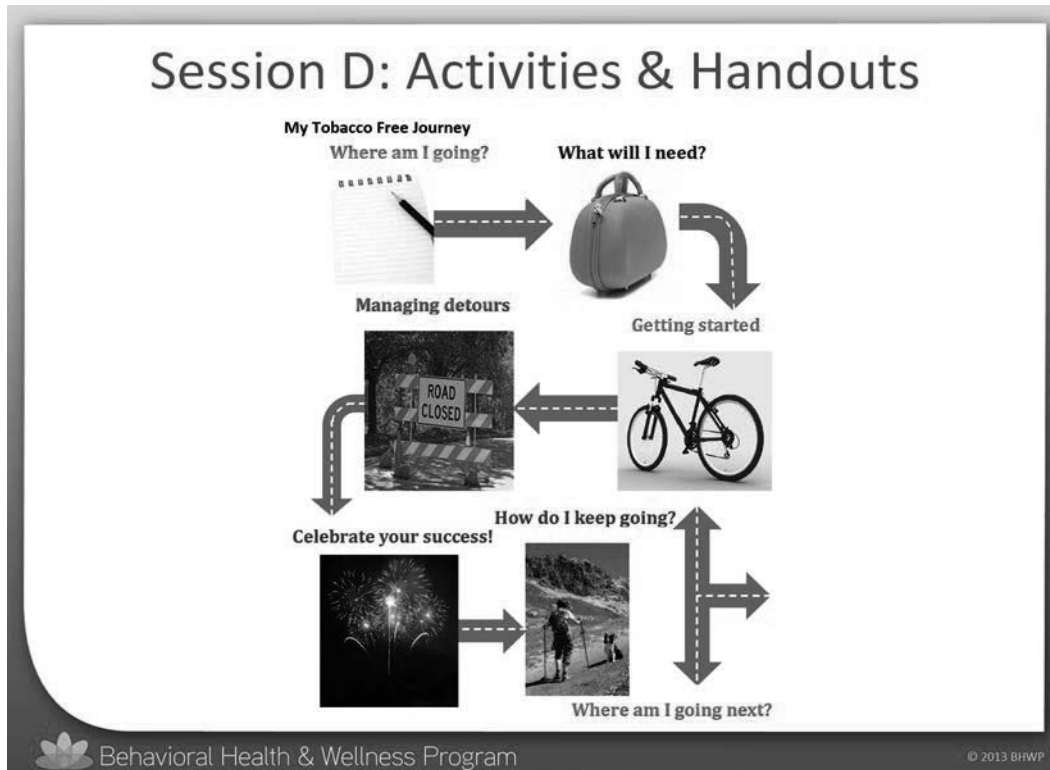 Session D: Activities & Handouts
My Tobacco Free Journey
Where am I going?
What will I need?
Getting started
Managing detours
ROAD
CLOSED
Celebrate your success!
How do I keep going?
Where am I going next?
Behavioral Health & Wellness Program
© 2013 BHWP